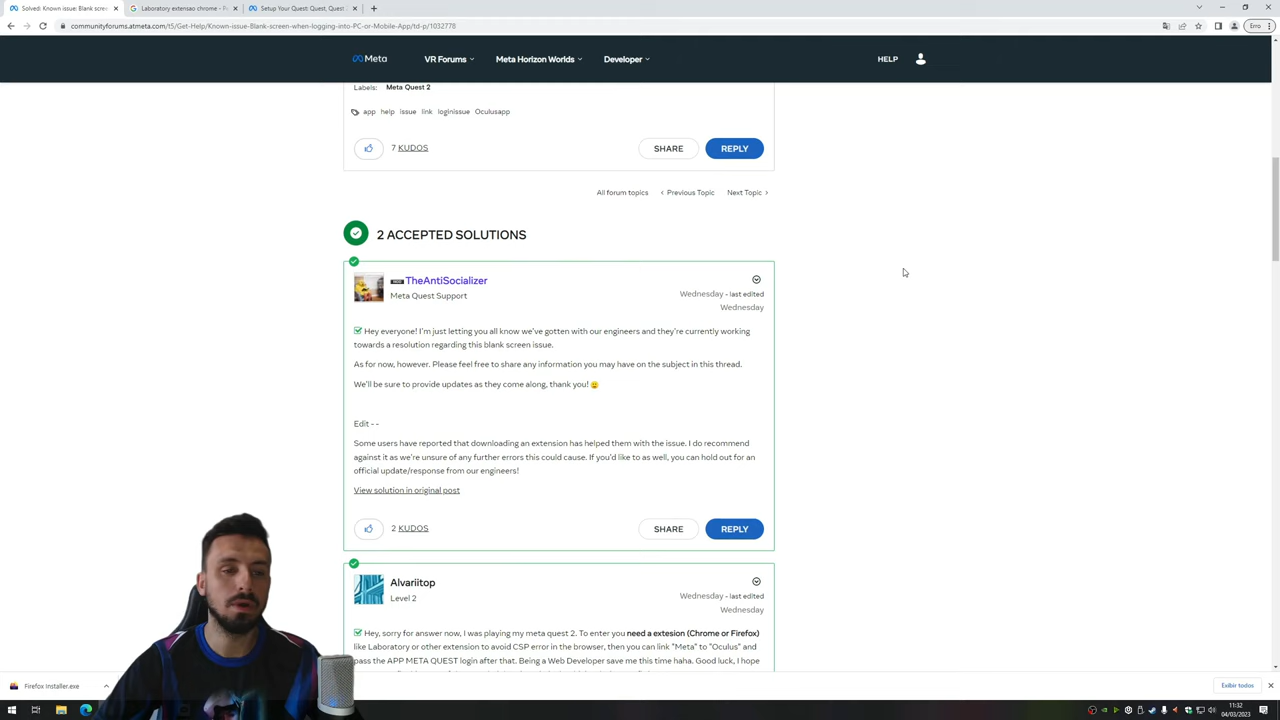 Solved: Known issue: Blank scree
Laboratory extensao chrome - P
Setup Your Quest: Quest, Quest
communityforums.atmeta.com/t5/Get-Help/Known-issue-Blank-screen-when-logging-into-PC-or-Mobile-App/td-p/1032778
Erro
Meta
VR Forums
Meta Horizon Worlds
Developer
HELP
Labels: Meta Quest 2
app help issue link loginissue Oculusapp
7 KUDOS
SHARE
REPLY
All forum topics
Previous Topic
Next Topic
2 ACCEPTED SOLUTIONS
TheAntiSocializer
Meta Quest Support
Wednesday - last edited
Wednesday
Hey everyone! I'm just letting you all know we've gotten with our engineers and they're currently working
towards a resolution regarding this blank screen issue.
As for now, however. Please feel free to share any information you may have on the subject in this thread.
We'll be sure to provide updates as they come along, thank you!
Edit - -
Some users have reported that downloading an extension has helped them with the issue. I do recommend
against it as we're unsure of any further errors this could cause. If you'd like to as well, you can hold out for an
official update/response from our engineers!
View solution in original post
2 KUDOS
SHARE
REPLY
Alvariitop
Level 2
Wednesday - last edited
Wednesday
Hey, sorry for answer now, I was playing my meta quest 2. To enter you need a extesion (Chrome or Firefox)
like Laboratory or other extension to avoid CSP error in the browser, then you can link "Meta" to "Oculus" and
pass the APP META QUEST login after that. Being a Web Developer save me this time haha. Good luck, I hope
Firefox Installer.exe
Exibir todos
11:32
04/03/2023